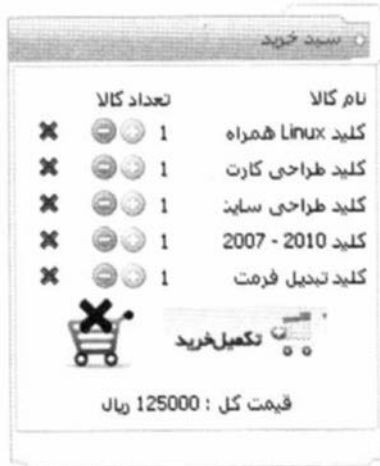 سبد خرید
نام کالا تعداد کالا
کلید Linux همراه 1
کلید طراحی کارت 1
کلید طراحی ساید 1
کلید 2010 - 2007 1
کلید تبدیل فرمت 1
تکمیل‌خرید
قیمت کل : 125000 ریال